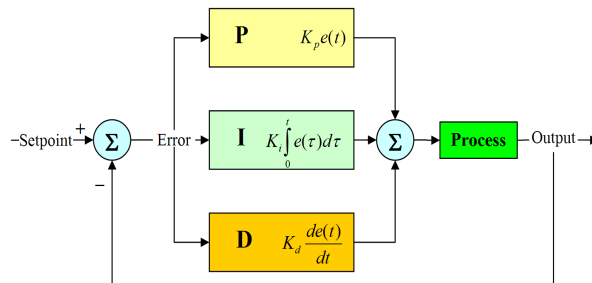 P K_p e(t)
–Setpoint + Σ Error I K_i ∫_0^t e(τ)dτ Σ Process Output
−
D K_d de(t)/dt